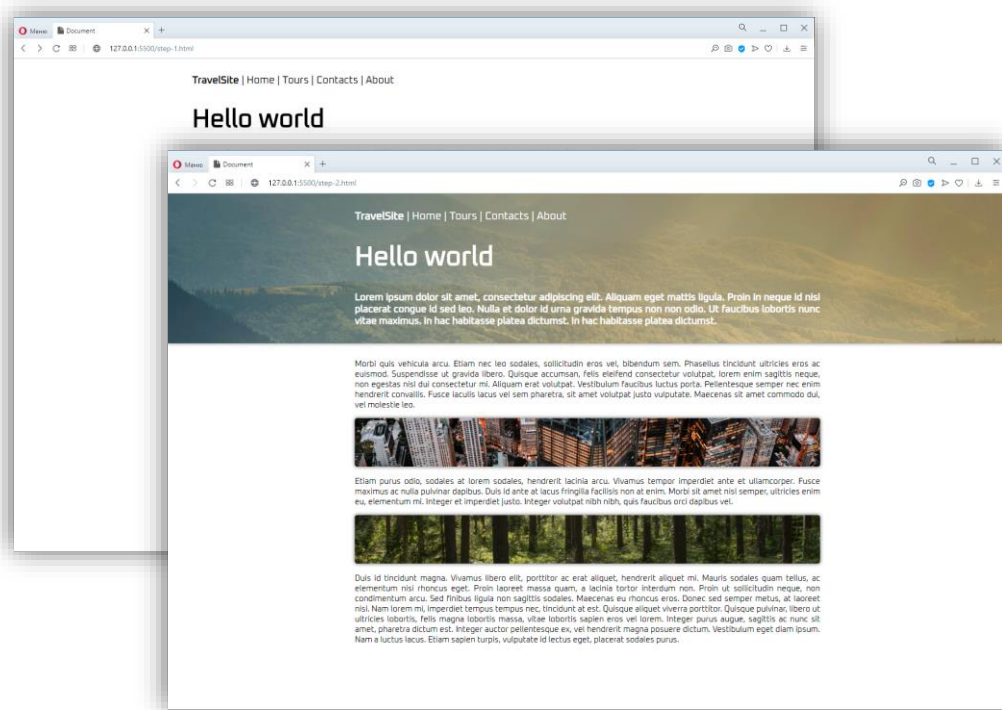 Меню Document
127.0.0.1:5500/step-1.html
TravelSite | Home | Tours | Contacts | About
Hello world
Меню Document
127.0.0.1:5500/step-2.html
TravelSite | Home | Tours | Contacts | About
Hello world
Lorem ipsum dolor sit amet, consectetur adipiscing elit. Aliquam eget mattis ligula. Proin in neque id nisl
placerat congue id sed leo. Nulla et dolor id urna gravida tempus non non odio. Ut faucibus lobortis nunc
vitae maximus. In hac habitasse platea dictumst. In hac habitasse platea dictumst.
Morbi quis vehicula arcu. Etiam nec leo sodales, sollicitudin eros vel, bibendum sem. Phasellus tincidunt ultricies eros ac
euismod. Suspendisse ut gravida libero. Quisque accumsan, felis eleifend consectetur volutpat, lorem enim sagittis neque,
non egestas nisl dui consectetur mi. Aliquam erat volutpat. Vestibulum faucibus luctus porta. Pellentesque semper nec enim
hendrerit convallis. Fusce iaculis lacus vel sem pharetra, sit amet volutpat justo vulputate. Maecenas sit amet commodo dui,
vel molestie leo.
Etiam purus odio, sodales at lorem sodales, hendrerit lacinia arcu. Vivamus tempor imperdiet ante et ullamcorper. Fusce
maximus ac nulla pulvinar dapibus. Duis id ante at lacus fringilla facilisis non at enim. Morbi sit amet nisl semper, ultricies enim
eu, elementum mi. Integer et imperdiet justo. Integer volutpat nibh nibh, quis faucibus orci dapibus vel.
Duis id tincidunt magna. Vivamus libero elit, porttitor ac erat aliquet, hendrerit aliquet mi. Mauris sodales quam tellus, ac
elementum nisl rhoncus eget. Proin laoreet massa quam, a lacinia tortor interdum non. Proin ut sollicitudin neque, non
condimentum arcu. Sed finibus ligula non sagittis sodales. Maecenas eu rhoncus eros. Donec sed semper metus, at laoreet
nisl. Nam lorem mi, imperdiet tempus tempus nec, tincidunt at est. Quisque aliquet viverra porttitor. Quisque pulvinar, libero ut
ultricies lobortis, felis magna lobortis massa, vitae lobortis sapien eros vel lorem. Integer purus augue, sagittis ac nunc sit
amet, pharetra dictum est. Integer auctor pellentesque ex, vel hendrerit magna posuere dictum. Vestibulum eget diam ipsum.
Nam a luctus lacus. Etiam sapien turpis, vulputate id lectus eget, placerat sodales purus.